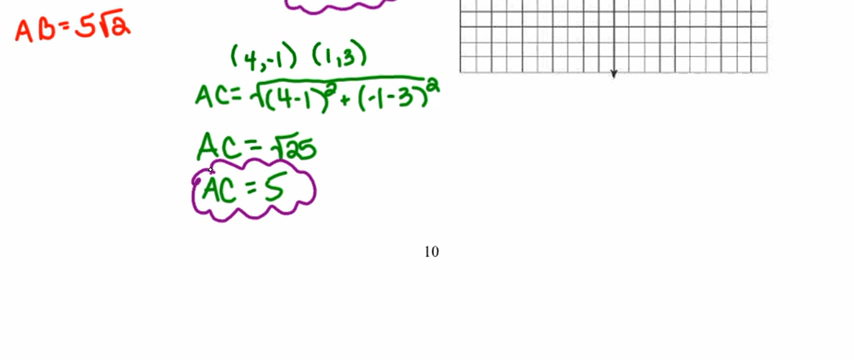 AB = 5√2
(4,-1) (1,3)
AC = √(4-1)² + (-1-3)²
AC = √25
AC = 5
10